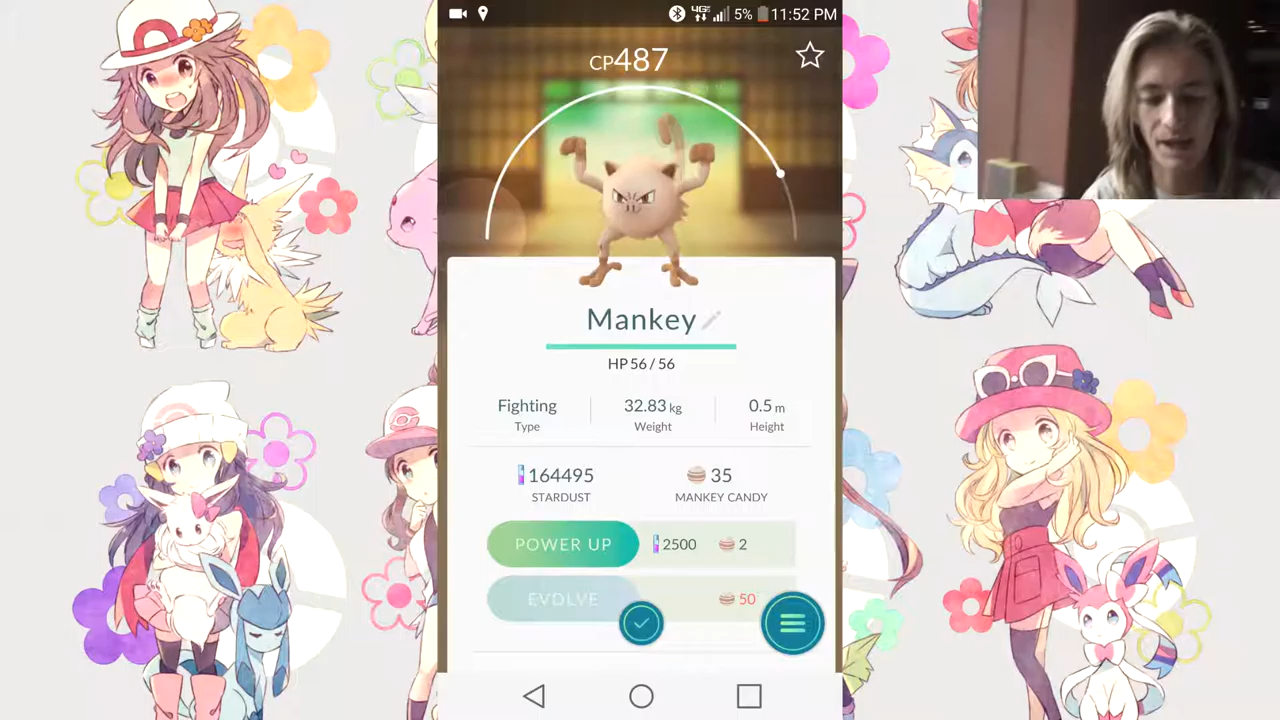 4G 5% 11:52 PM
CP487
Mankey
HP 56 / 56
Fighting 32.83 kg 0.5 m
Type Weight Height
164495 35
STARDUST MANKEY CANDY
POWER UP 2500 2
EVOLVE 50